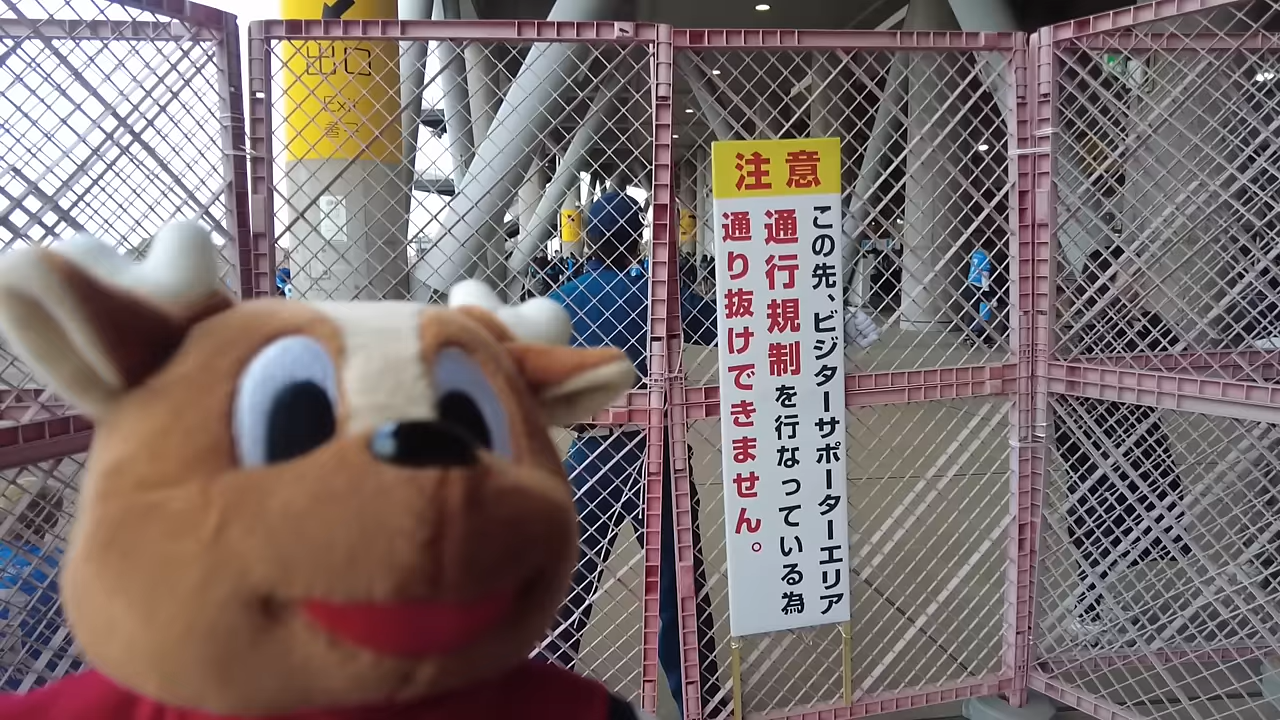 出口
Exit
출구
注意
この先、ビジターサポーターエリア
通行規制を行なっている為
通り抜けできません。